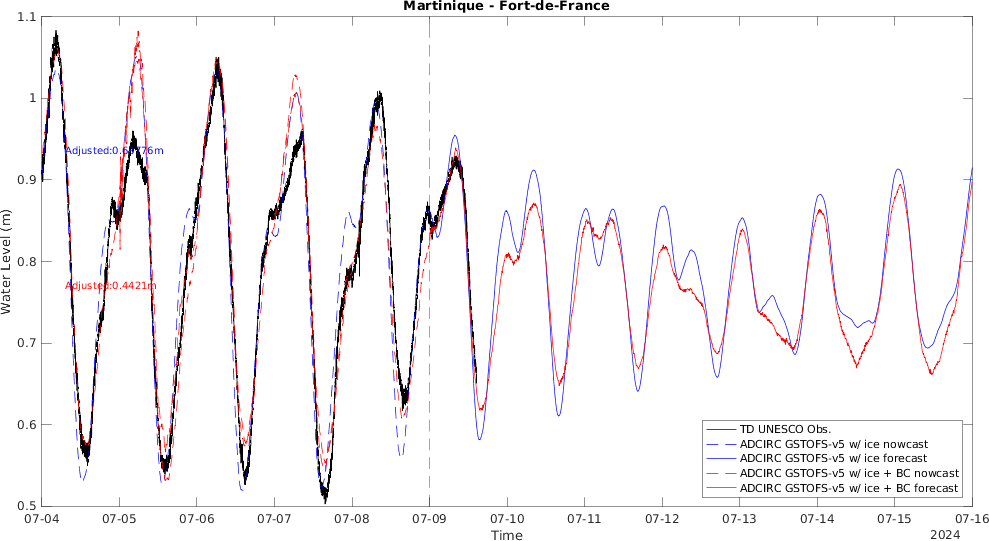 Martinique - Fort-de-France
1.1
1
0.9
0.8
0.7
0.6
0.5
Water Level (m)
Adjusted:0.4421m
07-04
07-05
07-06
07-07
07-08
07-09
07-10
07-11
07-12
07-13
07-14
07-15
07-16
Time
2024
TD UNESCO Obs.
ADCIRC GSTOFS-v5 w/ ice nowcast
ADCIRC GSTOFS-v5 w/ ice forecast
ADCIRC GSTOFS-v5 w/ ice + BC nowcast
ADCIRC GSTOFS-v5 w/ ice + BC forecast